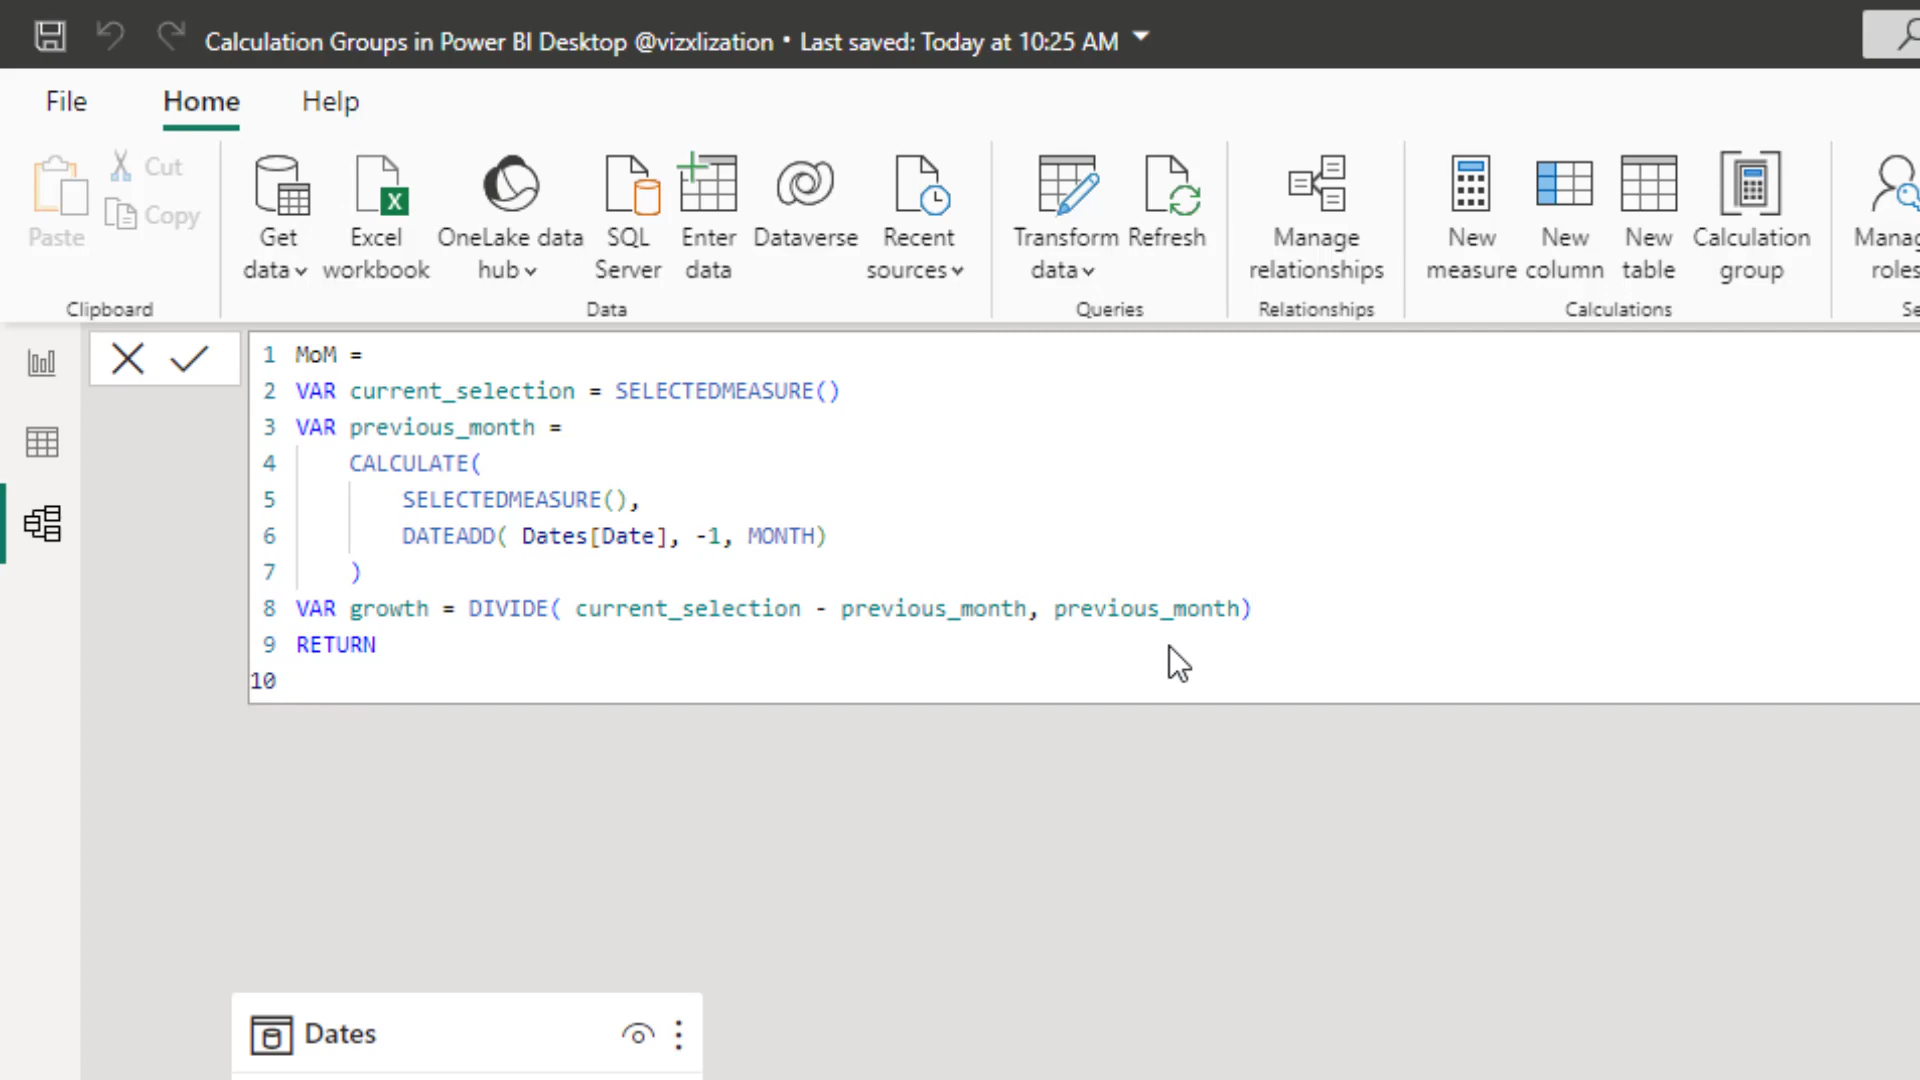 Calculation Groups in Power BI Desktop @vizxlization • Last saved: Today at 10:25 AM
File Home Help
Paste
Cut
Copy
Clipboard
Get data
Excel workbook
OneLake data hub
SQL Server
Enter data
Dataverse
Recent sources
Data
Transform data
Refresh
Queries
Manage relationships
Relationships
New measure
New column
New table
Calculation group
Calculations
1 MoM =
2 VAR current_selection = SELECTEDMEASURE()
3 VAR previous_month =
4 CALCULATE(
5 SELECTEDMEASURE(),
6 DATEADD( Dates[Date], -1, MONTH)
7 )
8 VAR growth = DIVIDE( current_selection - previous_month, previous_month)
9 RETURN
10
Dates